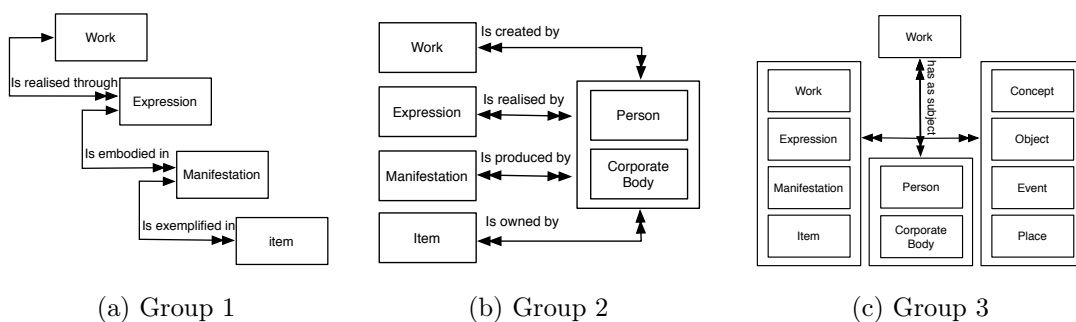 Work
Is realised through
Expression
Is embodied in
Manifestation
Is exemplified in
item
(a) Group 1
Is created by
Work
Is realised by
Expression
Person
Is produced by
Manifestation
Corporate
Body
Is owned by
Item
(b) Group 2
Work
has as subject
Work
Expression
Manifestation
Item
Person
Corporate
Body
Concept
Object
Event
Place
(c) Group 3